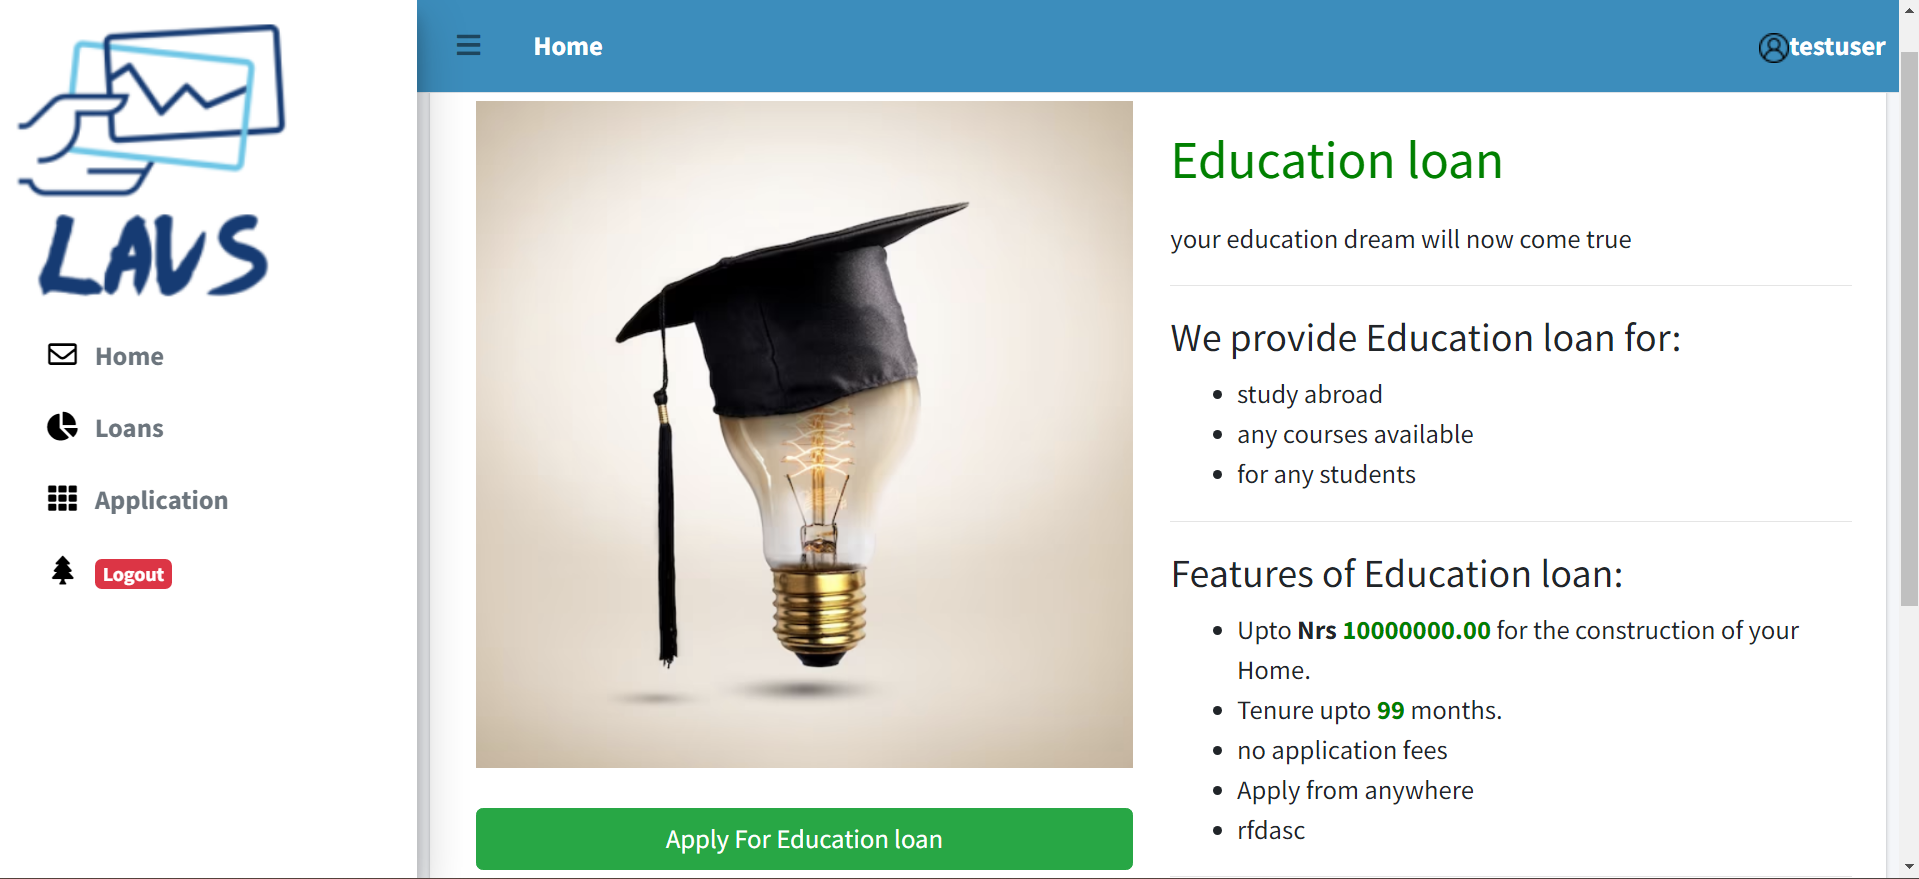 LAVS
Home
Loans
Application
Logout
Home
testuser
Education loan
your education dream will now come true
We provide Education loan for:
study abroad
any courses available
for any students
Features of Education loan:
Upto Nrs 10000000.00 for the construction of your
Home.
Tenure upto 99 months.
no application fees
Apply from anywhere
rfdasc
Apply For Education loan